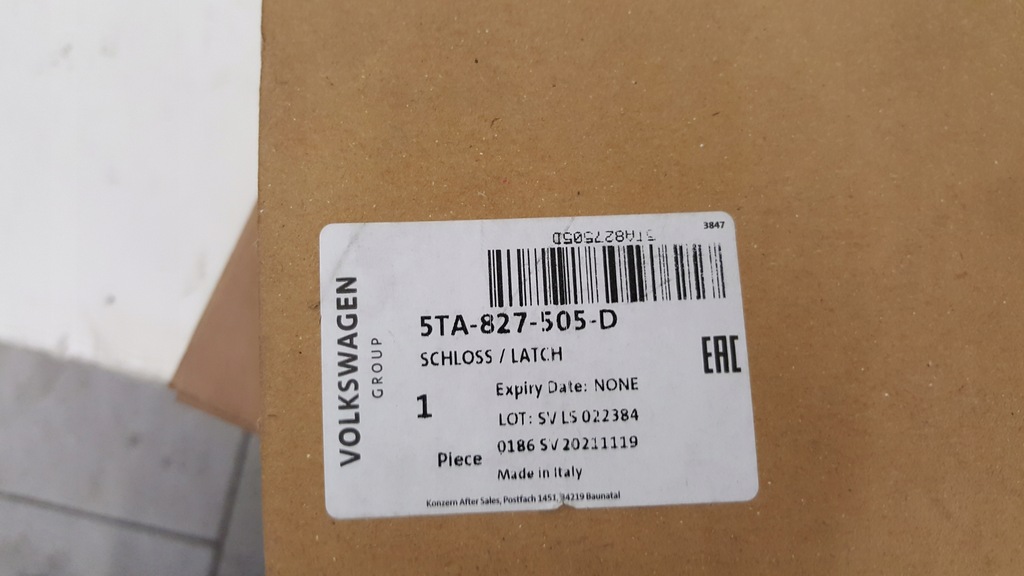 3847
5TA827505D
VOLKSWAGEN
GROUP
5TA-827-505-D
SCHLOSS / LATCH
EAC
1
Piece
Expiry Date: NONE
LOT: SV LS 022384
0186 SV 20211119
Made in Italy
Konzern After Sales, Postfach 1451, 34219 Baunatal